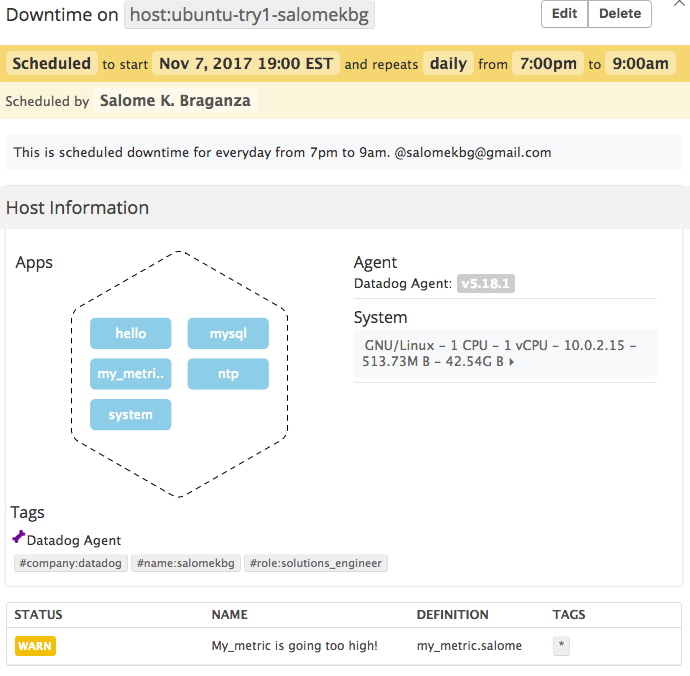 Downtime on host:ubuntu-try1-salomekbg Edit Delete
Scheduled to start Nov 7, 2017 19:00 EST and repeats daily from 7:00pm to 9:00am
Scheduled by Salome K. Braganza
This is scheduled downtime for everyday from 7pm to 9am. @salomekbg@gmail.com
Host Information
Apps
hello mysql
my_metri.. ntp
system
Agent
Datadog Agent: v5.18.1
System
GNU/Linux – 1 CPU – 1 vCPU – 10.0.2.15 –
513.73M B – 42.54G B
Tags
Datadog Agent
#company:datadog #name:salomekbg #role:solutions_engineer
STATUS NAME DEFINITION TAGS
WARN My_metric is going too high! my_metric.salome *